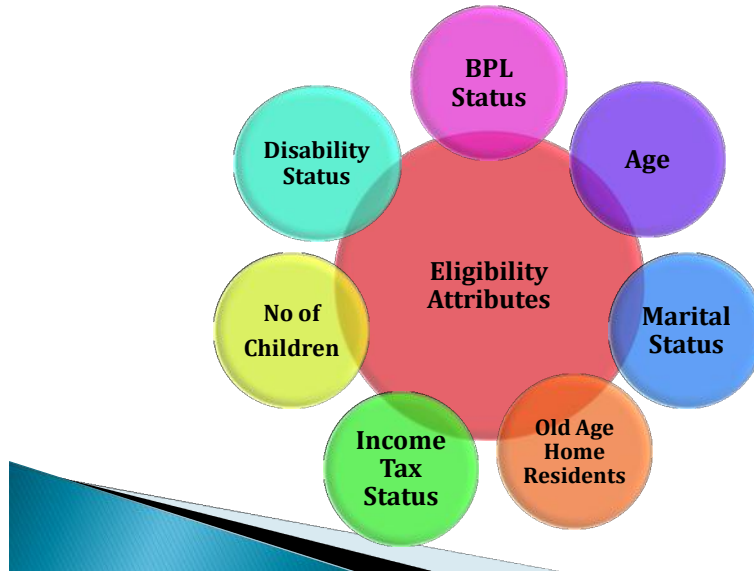 BPL
Status
Age
Marital
Status
Old Age
Home
Residents
Income
Tax
Status
No of
Children
Disability
Status
Eligibility
Attributes